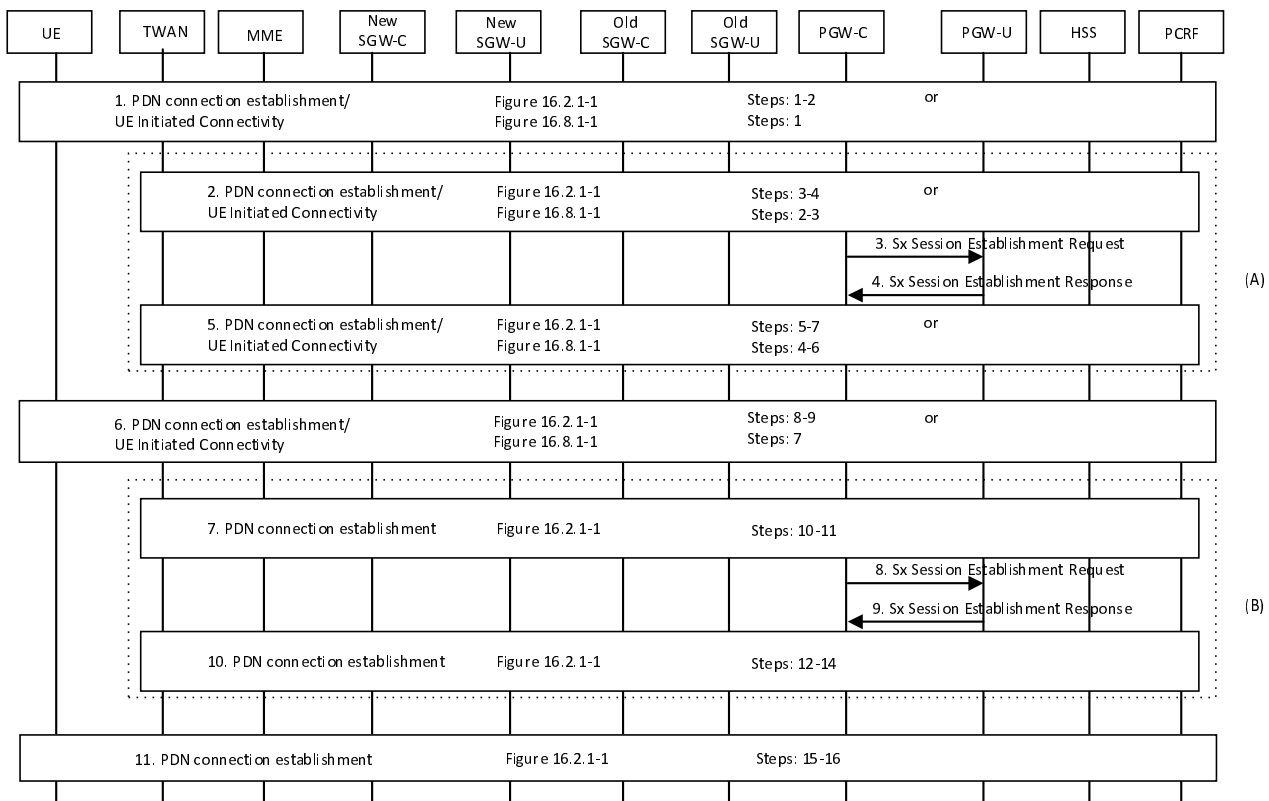 UE
TWAN
MME
New
SGW-C
New
SGW-U
Old
SGW-C
Old
SGW-U
PGW-C
PGW-U
HSS
PCRF
1. PDN connection establishment/ Figure 16.2.1-1 Steps: 1-2 or
UE Initiated Connectivity Figure 16.8.1-1 Steps: 1
2. PDN connection establishment/ Figure 16.2.1-1 Steps: 3-4 or
UE Initiated Connectivity Figure 16.8.1-1 Steps: 2-3
3. Sx Session Establishment Request
4. Sx Session Establishment Response
(A)
5. PDN connection establishment/ Figure 16.2.1-1 Steps: 5-7 or
UE Initiated Connectivity Figure 16.8.1-1 Steps: 4-6
6. PDN connection establishment/ Figure 16.2.1-1 Steps: 8-9 or
UE Initiated Connectivity Figure 16.8.1-1 Steps: 7
7. PDN connection establishment Figure 16.2.1-1 Steps: 10-11
8. Sx Session Establishment Request
9. Sx Session Establishment Response
(B)
10. PDN connection establishment Figure 16.2.1-1 Steps: 12-14
11. PDN connection establishment Figure 16.2.1-1 Steps: 15-16